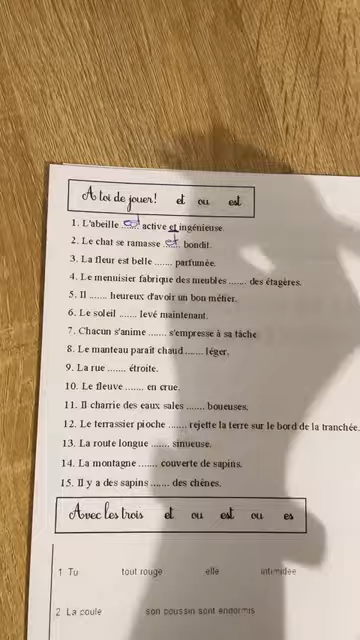 A toi de jouer! et ou est
1. L'abeille est active et ingénieuse.
2. Le chat se ramasse et bondit.
3. La fleur est belle ....... parfumée.
4. Le menuisier fabrique des meubles ....... des étagères.
5. Il ....... heureux d'avoir un bon métier.
6. Le soleil ....... levé maintenant.
7. Chacun s'anime ....... s'empresse à sa tâche
8. Le manteau paraît chaud ....... léger.
9. La rue ....... étroite.
10. Le fleuve ....... en crue.
11. Il charrie des eaux sales ....... boueuses.
12. Le terrassier pioche ....... rejette la terre sur le bord de la tranchée.
13. La route longue ....... sinueuse.
14. La montagne ....... couverte de sapins.
15. Il y a des sapins ....... des chênes.
Avec les trois et ou est ou es
1 Tu tout rouge elle intimidée
2 La coule son poussin sont endormis